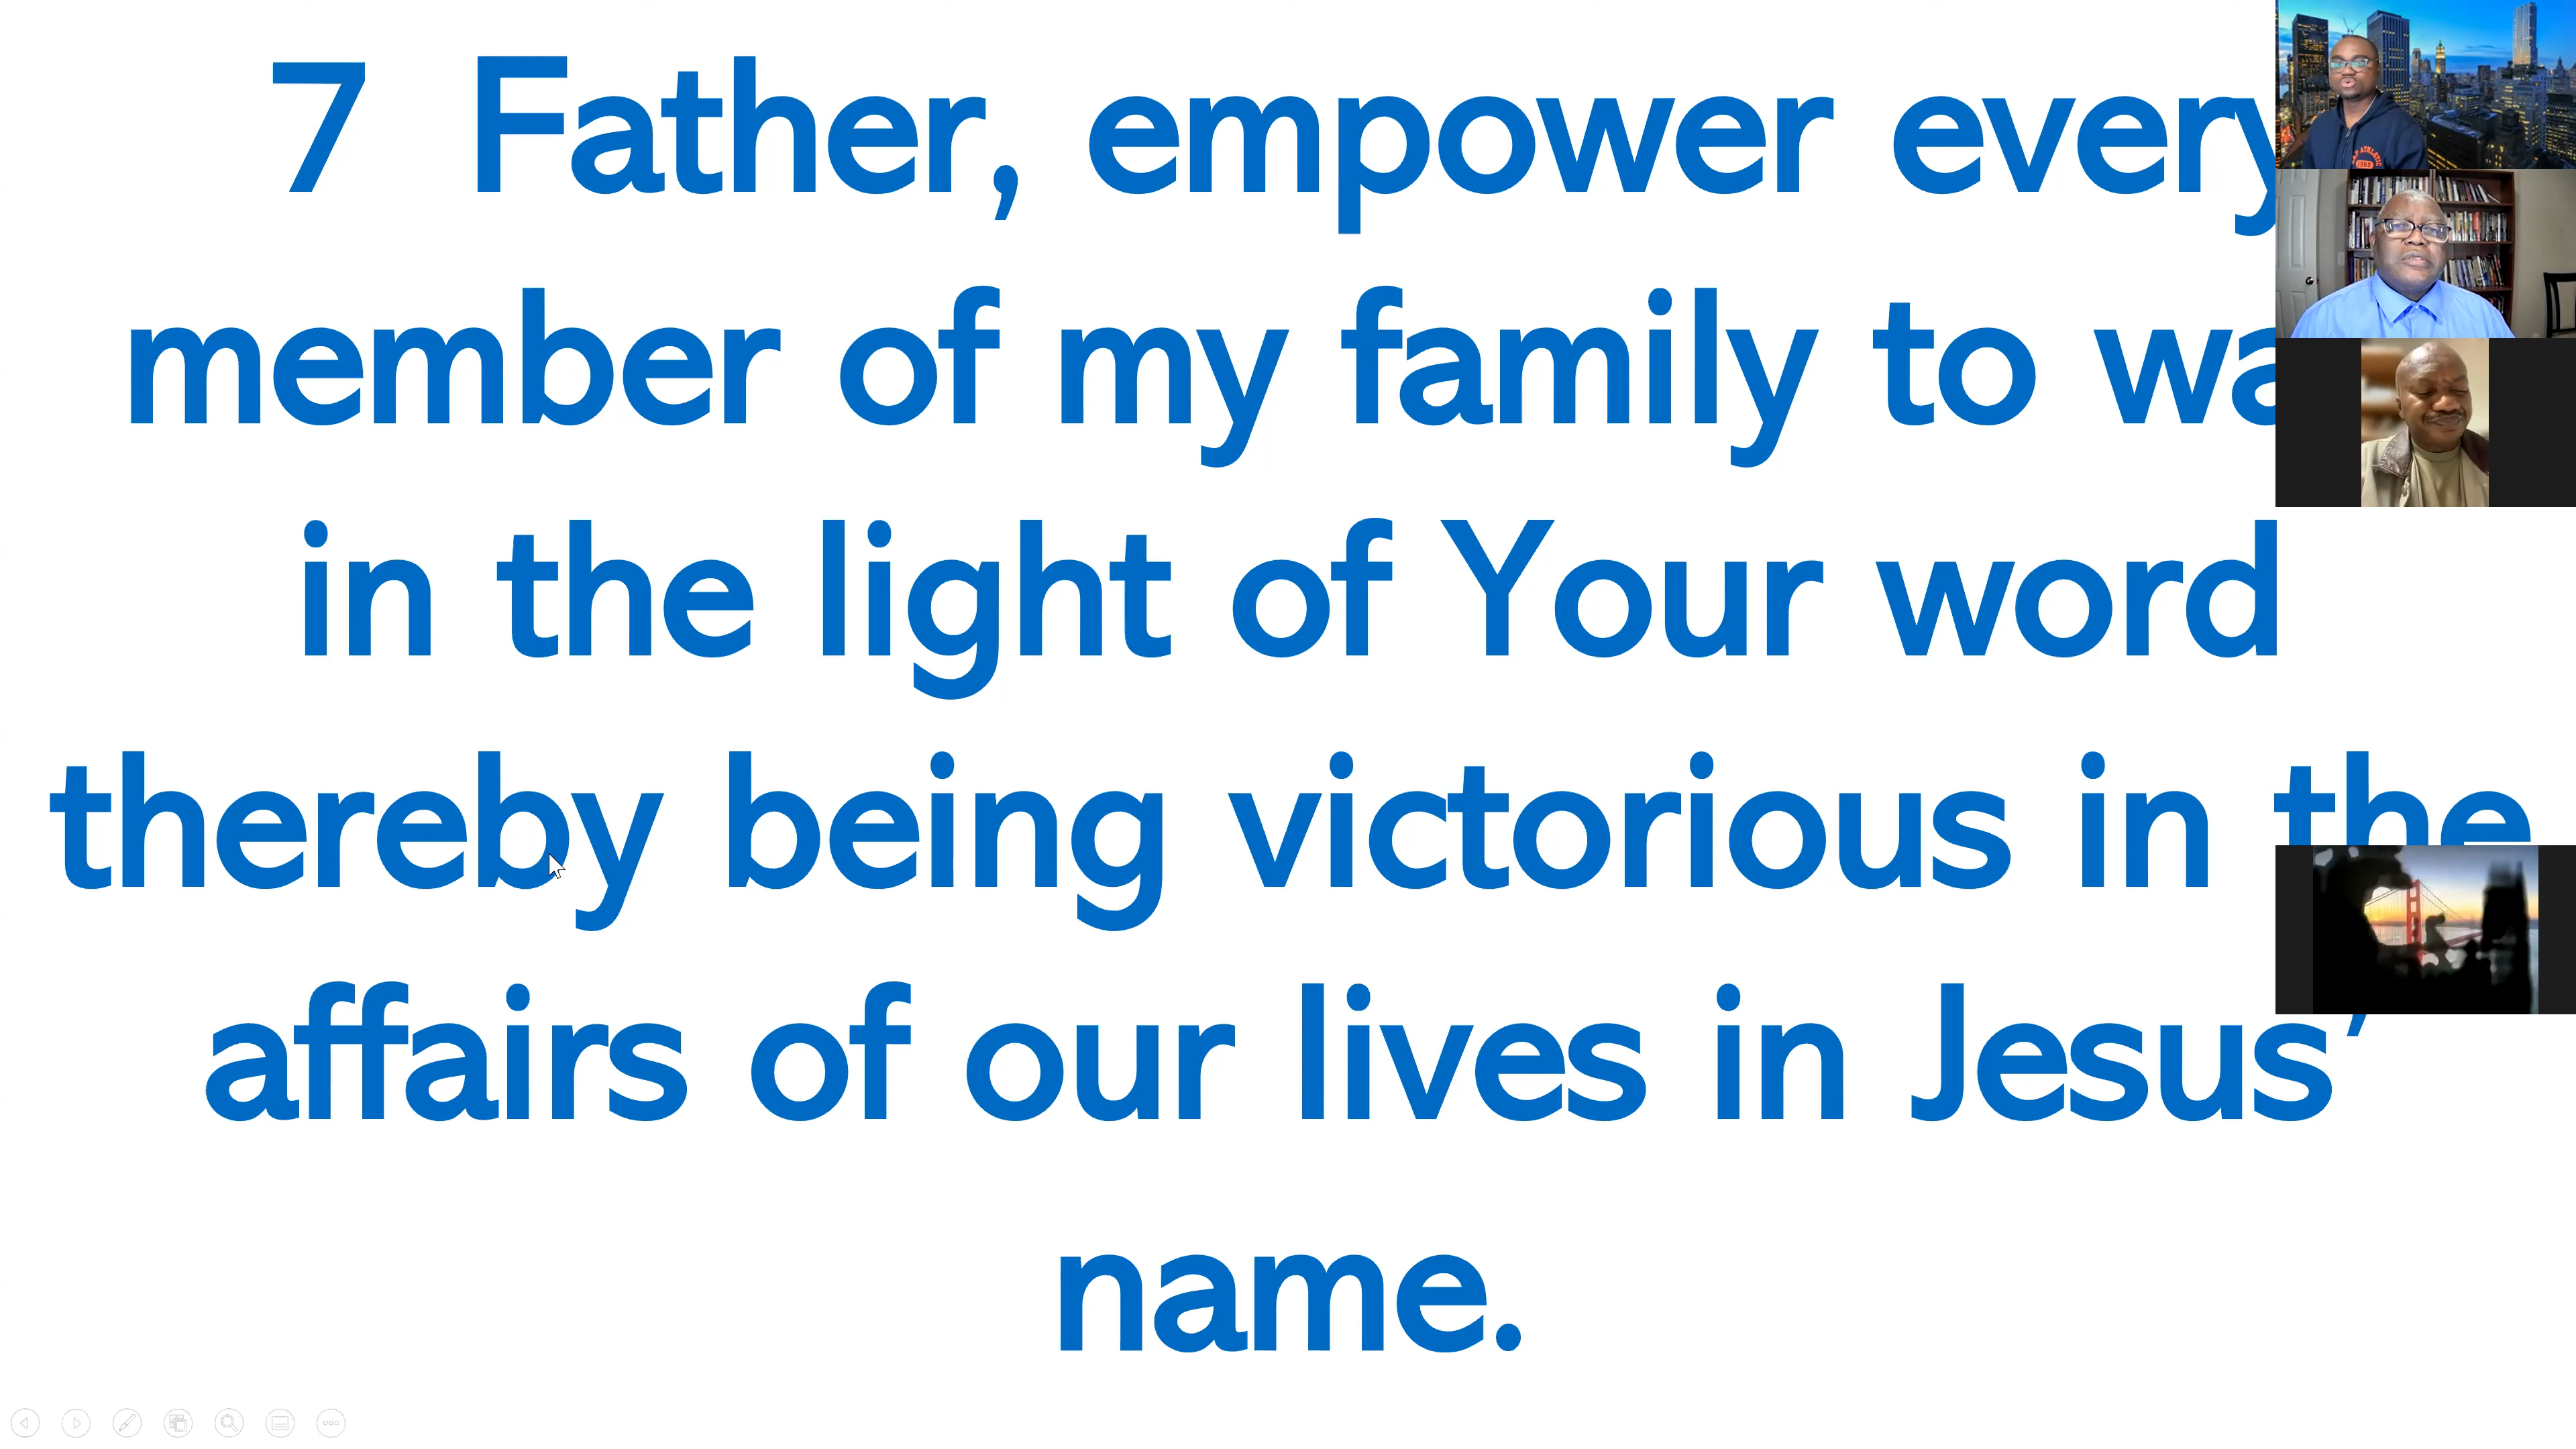 7 Father, empower every
member of my family to wa
in the light of Your word
thereby being victorious in the
affairs of our lives in Jesus’
name.